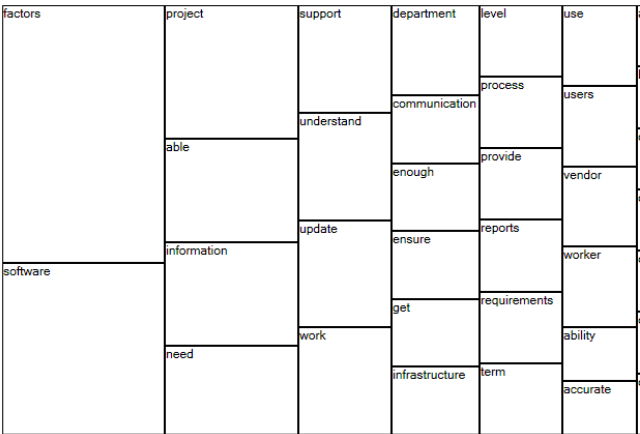 factors
software
project
able
information
need
support
understand
update
work
department
communication
enough
ensure
get
infrastructure
level
process
provide
reports
requirements
term
use
users
vendor
worker
ability
accurate